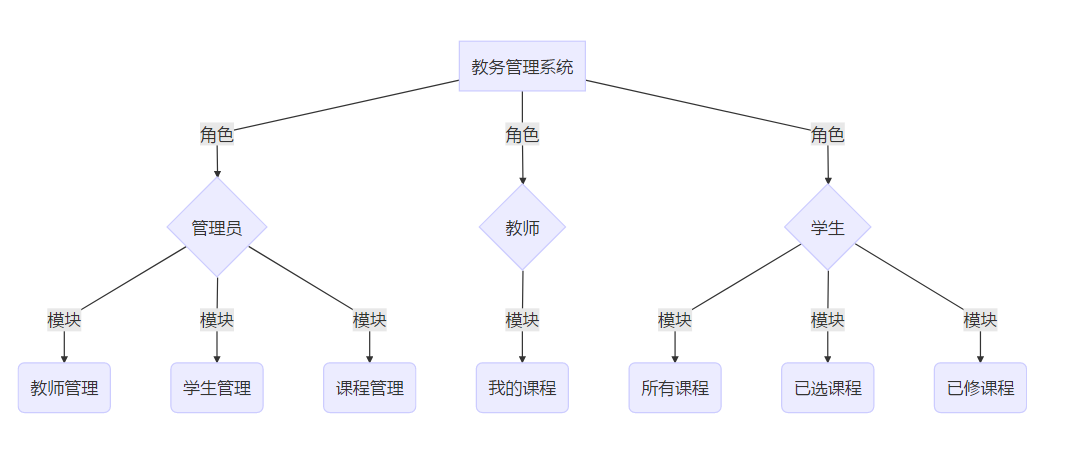 教务管理系统
角色
角色
角色
管理员
教师
学生
模块
模块
模块
模块
模块
模块
模块
教师管理
学生管理
课程管理
我的课程
所有课程
已选课程
已修课程